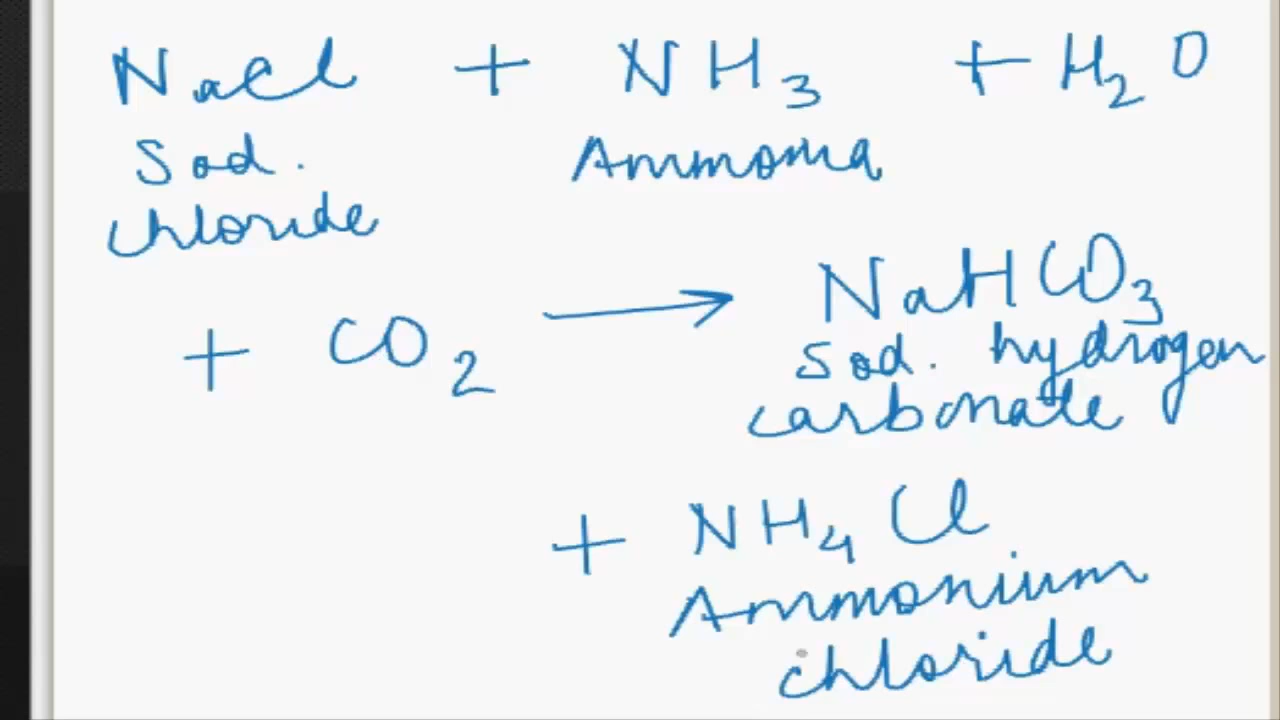 NaCl + NH3 + H2O
Sod. Ammonia
chloride
+ CO2 → NaHCO3
Sod. hydrogen
carbonate
+ NH4Cl
Ammonium
chloride